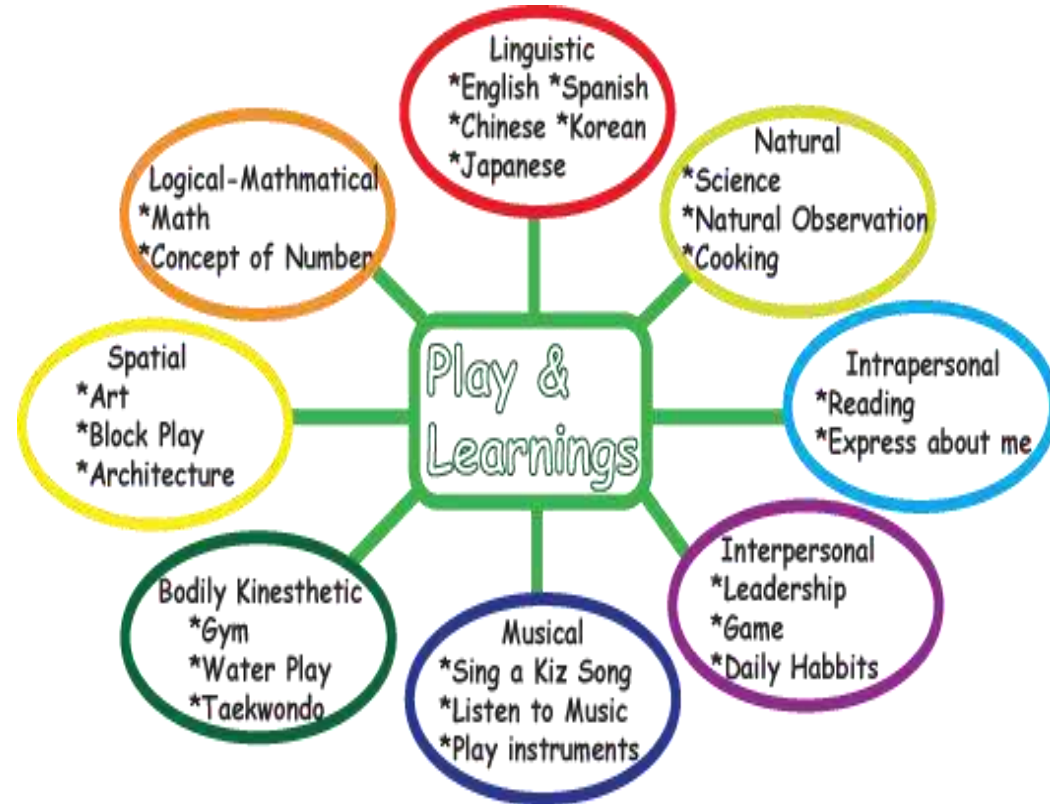 Linguistic
*English *Spanish
*Chinese *Korean
*Japanese
Natural
*Science
*Natural Observation
*Cooking
Logical-Mathmatical
*Math
*Concept of Number
Play &
Learnings
Spatial
*Art
*Block Play
*Architecture
Intrapersonal
*Reading
*Express about me
Bodily Kinesthetic
*Gym
*Water Play
*Taekwondo
Musical
*Sing a Kiz Song
*Listen to Music
*Play instruments
Interpersonal
*Leadership
*Game
*Daily Habbits